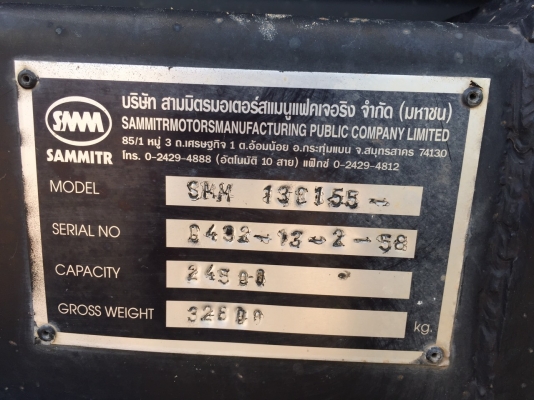 บริษัท สามมิตรมอเตอร์สแมนูแฟคเจอริง จำกัด (มหาชน)
SMM SAMMITRMOTORSMANUFACTURING PUBLIC COMPANY LIMITED
85/1 หมู่ 3 ถ.เศรษฐกิจ 1 ต.อ้อมน้อย อ.กระทุ่มแบน จ.สมุทรสาคร 74130
SAMMITR โทร. 0-2429-4888 (อัตโนมัติ 10 สาย) แฟ็กซ์ 0-2429-4812
MODEL
SERIAL NO
CAPACITY 24500
GROSS WEIGHT kg.